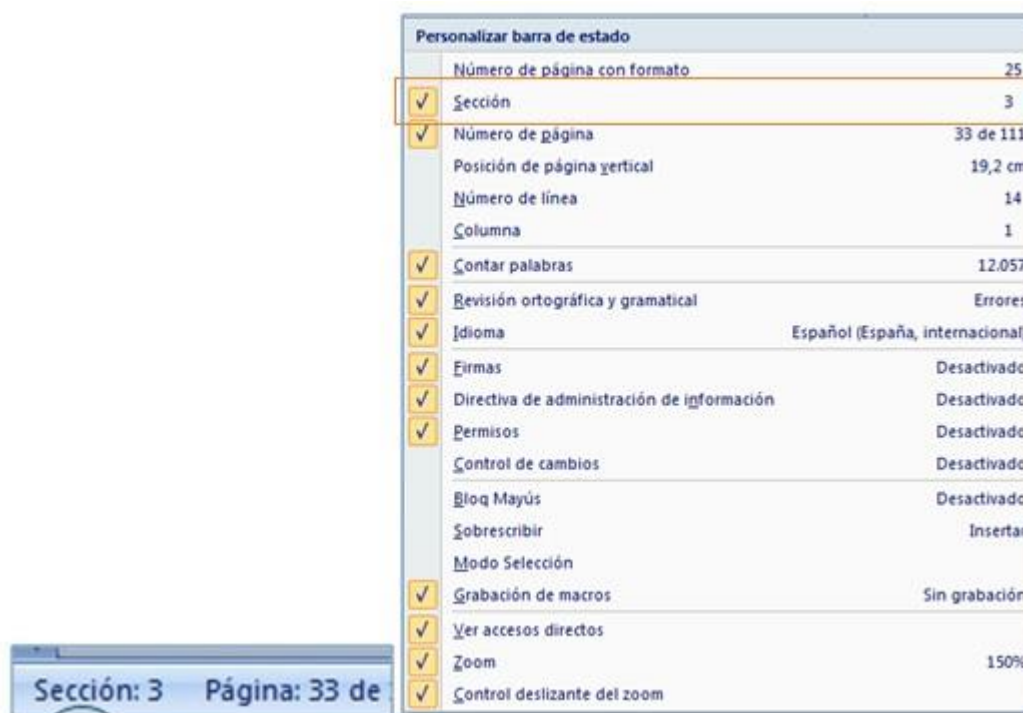 Personalizar barra de estado
Número de página con formato 25
Sección 3
Número de página 33 de 111
Posición de página vertical 19,2 cm
Número de línea 14
Columna 1
Contar palabras 12.057
Revisión ortográfica y gramatical Errores
Idioma Español (España, internacional)
Firmas Desactivado
Directiva de administración de información Desactivado
Permisos Desactivado
Control de cambios Desactivado
Bloq Mayús Desactivado
Sobrescribir Insertar
Modo Selección
Grabación de macros Sin grabación
Ver accesos directos
Zoom 150%
Control deslizante del zoom
Sección: 3 Página: 33 de